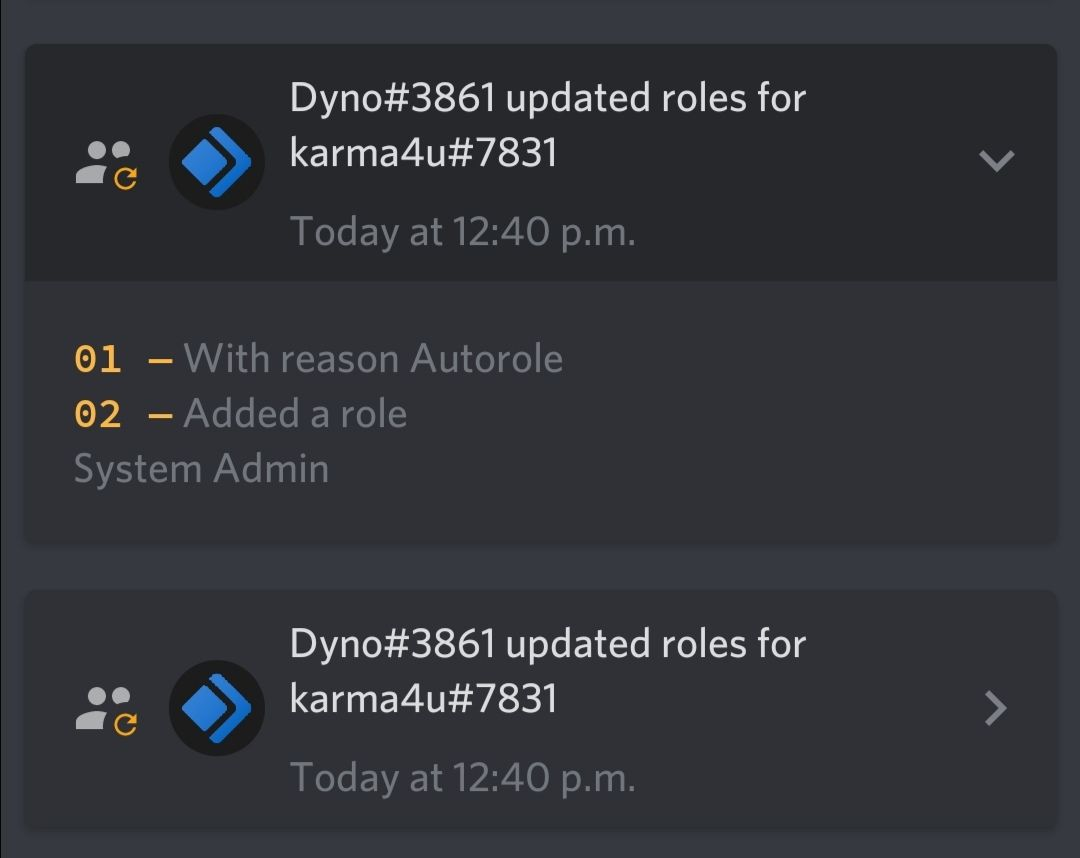 Dyno#3861 updated roles for
karma4u#7831
Today at 12:40 p.m.
01 — With reason Autorole
02 — Added a role
System Admin
Dyno#3861 updated roles for
karma4u#7831
Today at 12:40 p.m.